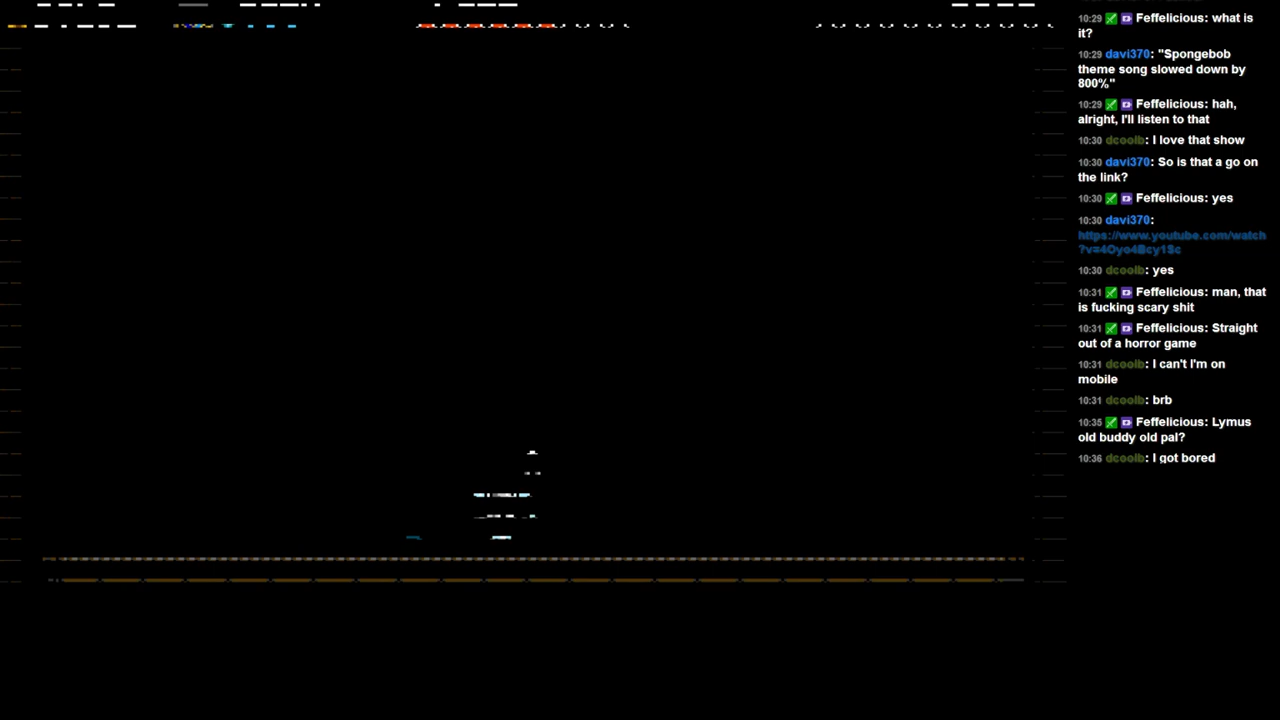 10:29 Feffelicious: what is
it?
10:29 davi370: "Spongebob
theme song slowed down by
800%"
10:29 Feffelicious: hah,
alright, I'll listen to that
10:30 dcoolb: I love that show
10:30 davi370: So is that a go on
the link?
10:30 Feffelicious: yes
10:30 davi370:
https://www.youtube.com/watch
?v=4Oyo4Bcy1Sc
10:30 dcoolb: yes
10:31 Feffelicious: man, that
is fucking scary shit
10:31 Feffelicious: Straight
out of a horror game
10:31 dcoolb: I can't I'm on
mobile
10:31 dcoolb: brb
10:35 Feffelicious: Lymus
old buddy old pal?
10:36 dcoolb: I got bored